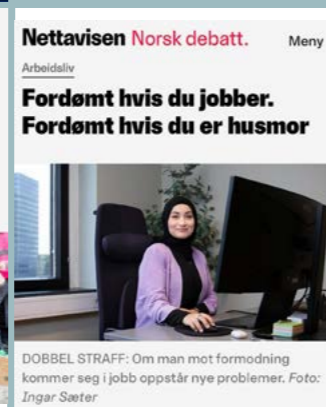 Nettavisen Norsk debatt.
Meny
Arbeidsliv
Fordømt hvis du jobber.
Fordømt hvis du er husmor
DOBBEL STRAFF: Om man mot formodning
kommer seg i jobb oppstår nye problemer. Foto:
Ingar Sæter